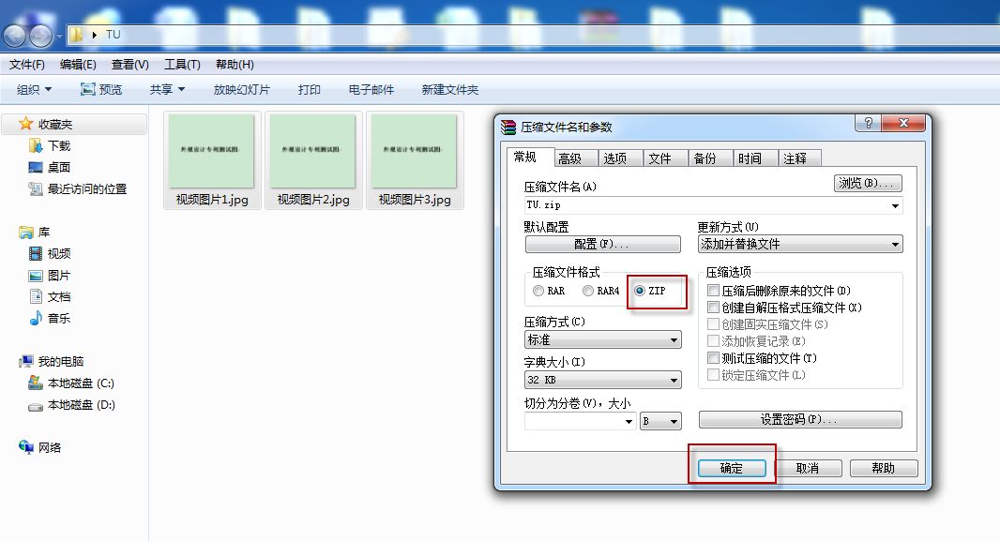 TU
文件(F) 编辑(E) 查看(V) 工具(T) 帮助(H)
组织 预览 共享 放映幻灯片 打印 电子邮件 新建文件夹
收藏夹
下载
桌面
最近访问的位置
库
视频
图片
文档
音乐
我的电脑
本地磁盘 (C:)
本地磁盘 (D:)
网络
外观设计专利测试图. 外观设计专利测试图. 外观设计专利测试图.
视频图片1.jpg 视频图片2.jpg 视频图片3.jpg
压缩文件名和参数
常规 高级 选项 文件 备份 时间 注释
压缩文件名(A) 浏览(B)...
TU.zip
默认配置 更新方式(U)
配置(F)... 添加并替换文件
压缩文件格式
RAR RAR4 ZIP
压缩方式(C)
标准
字典大小(I)
32 KB
切分为分卷(V)，大小
B
压缩选项
压缩后删除原来的文件(D)
创建自解压格式压缩文件(X)
创建固实压缩文件(S)
添加恢复记录(E)
测试压缩的文件(T)
锁定压缩文件(L)
设置密码(P)...
确定 取消 帮助